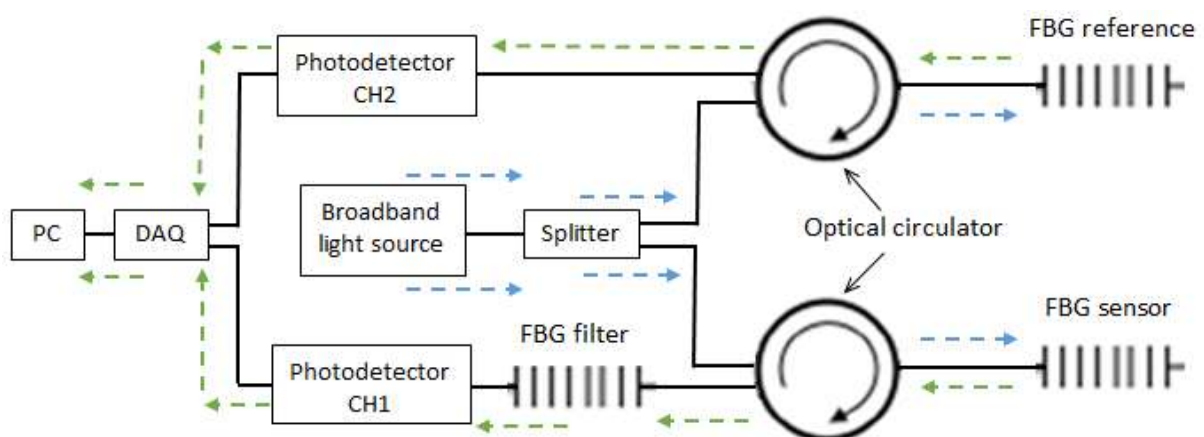 FBG reference
Photodetector
CH2
Broadband
light source
Splitter
Optical circulator
PC
DAQ
FBG filter
FBG sensor
Photodetector
CH1